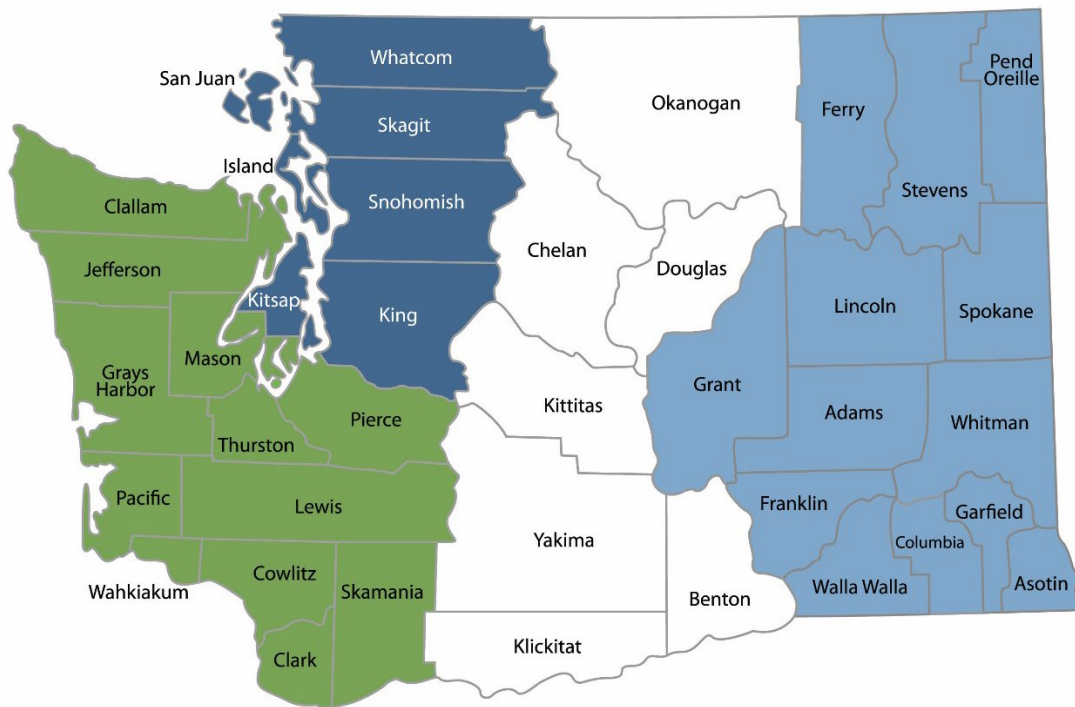 Whatcom
San Juan
Pend
Oreille
Okanogan
Ferry
Skagit
Island
Stevens
Clallam
Snohomish
Chelan
Jefferson
Douglas
Kitsap
King
Lincoln
Spokane
Mason
Grays
Harbor
Grant
Kittitas
Pierce
Adams
Whitman
Thurston
Pacific
Lewis
Franklin
Garfield
Yakima
Columbia
Cowlitz
Wahkiakum
Skamania
Walla Walla
Asotin
Benton
Klickitat
Clark